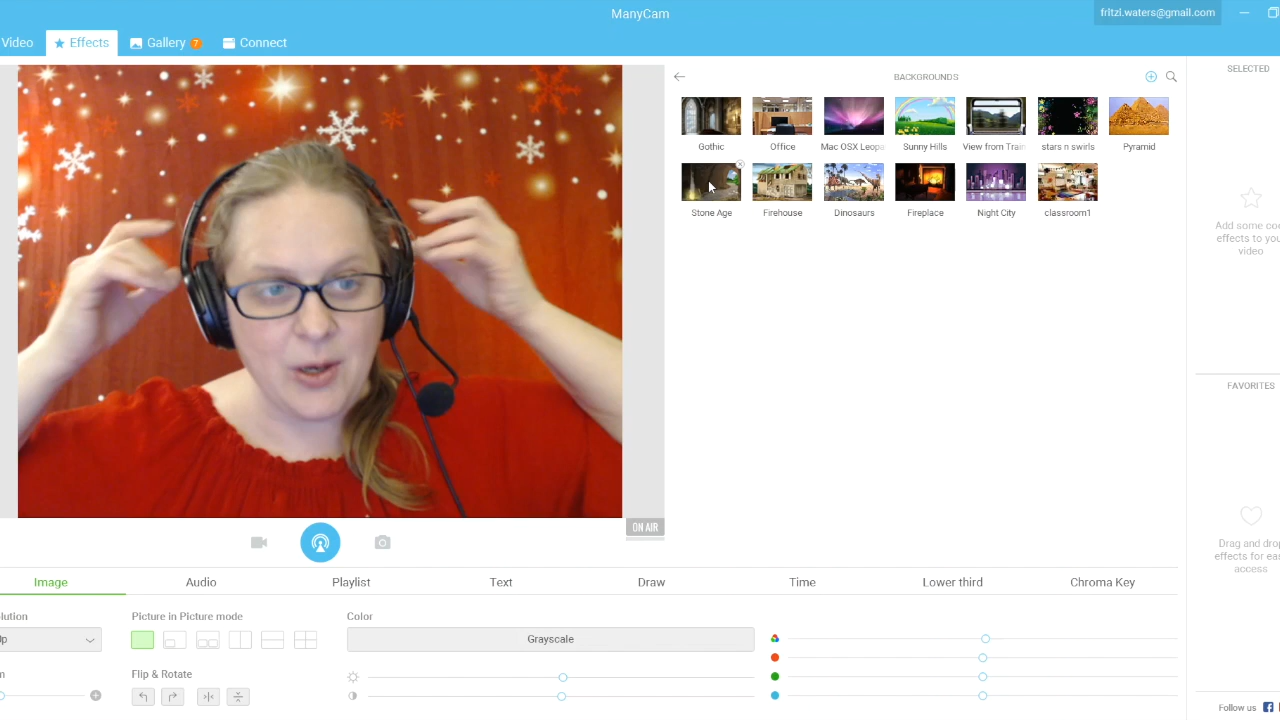 ManyCam
frltzl.waters@gmail.com
Video
Effects
Gallery 7
Connect
BACKGROUNDS
SELECTED
Gothic
Office
Mac OSX Leopa
Sunny Hills
View from Train
stars n swirls
Pyramid
Stone Age
Firehouse
Dinosaurs
Fireplace
Night City
classroom1
Add some co
effects to you
video
FAVORITES
Drag and drop
effects for eas
access
ON AIR
Image
Audio
Playlist
Text
Draw
Time
Lower third
Chroma Key
lution
Picture in Picture mode
Color
Grayscale
Flip & Rotate
Follow us